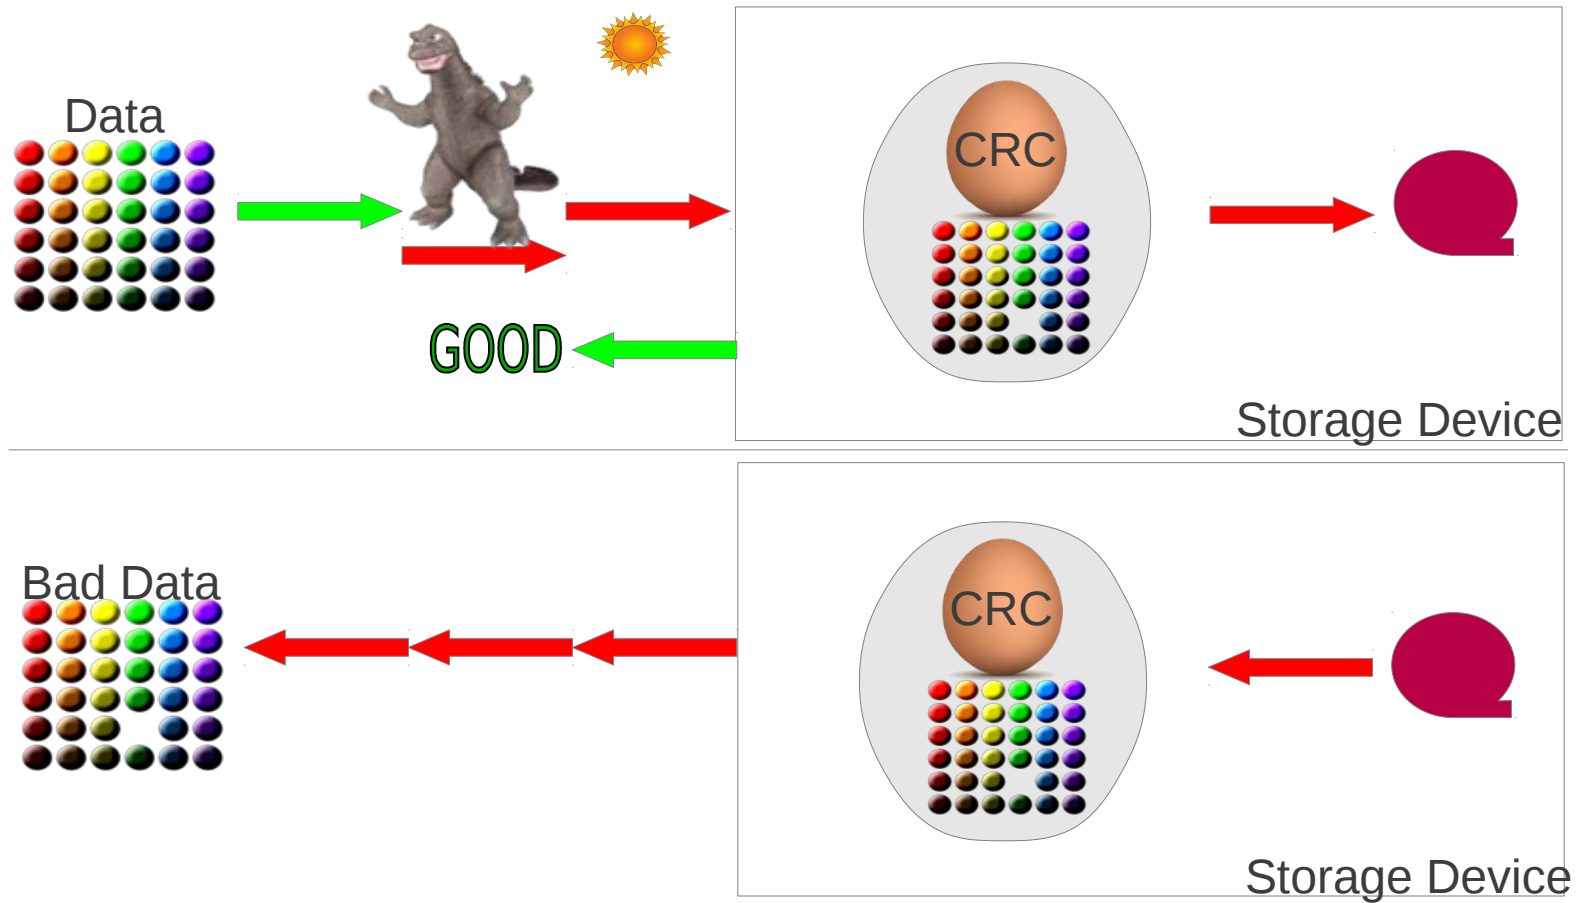 Data
CRC
GOOD
Storage Device
Bad Data
CRC
Storage Device